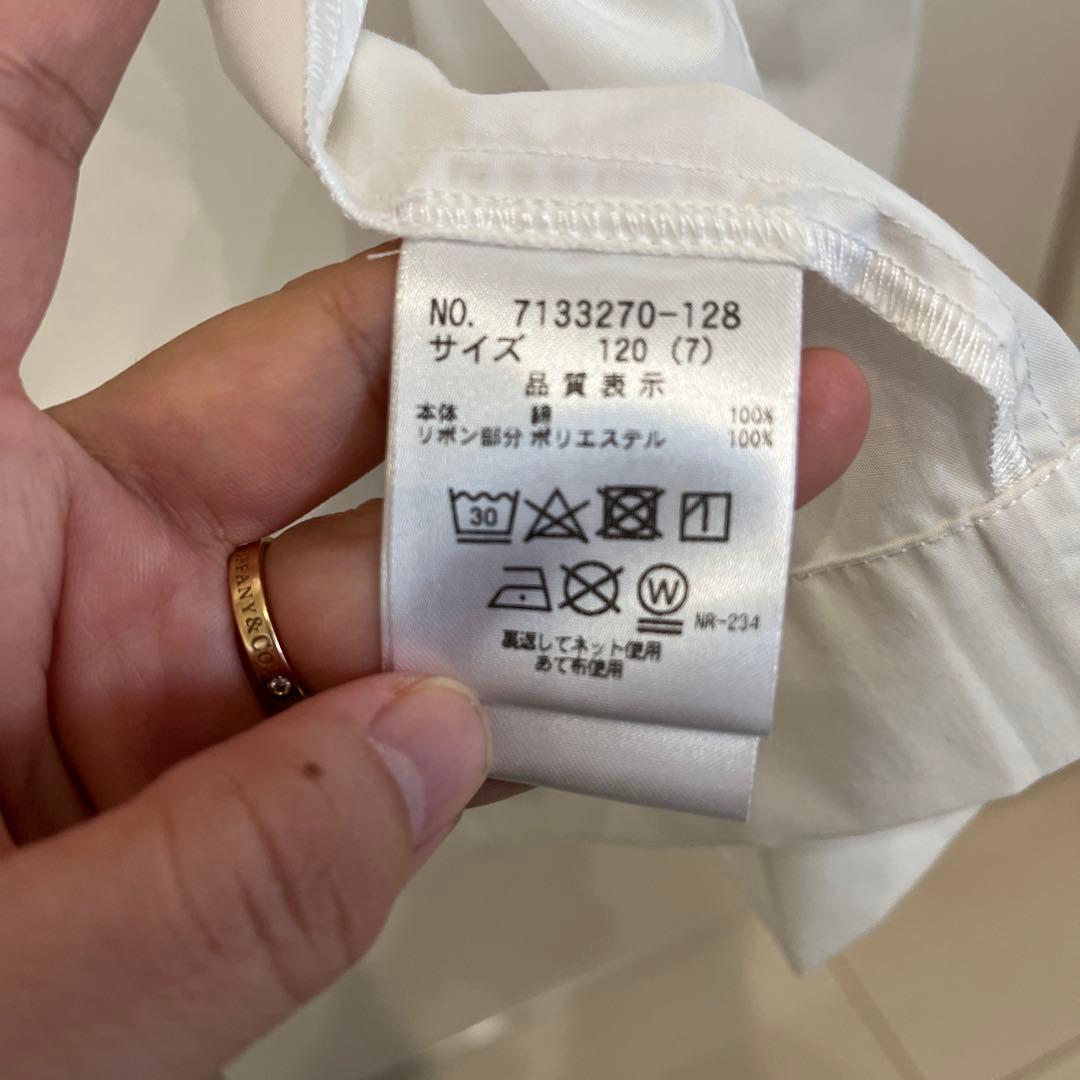 NO. 7133270-128
サイズ 120 (7)
品質表示
本体 綿 100%
リボン部分 ポリエステル 100%
30
W
NR-234
裏返してネット使用
あて布使用
TIFFANY&CO.